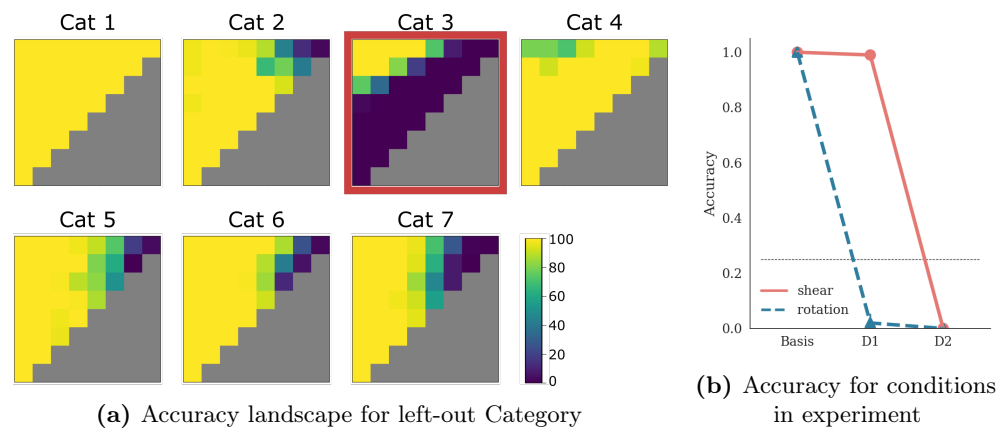 Cat 1
Cat 2
Cat 3
Cat 4
Cat 5
Cat 6
Cat 7
100
80
60
40
20
0
(a) Accuracy landscape for left-out Category
Accuracy
1.0
0.8
0.6
0.4
0.2
0.0
shear
rotation
Basis
D1
D2
(b) Accuracy for conditions
in experiment